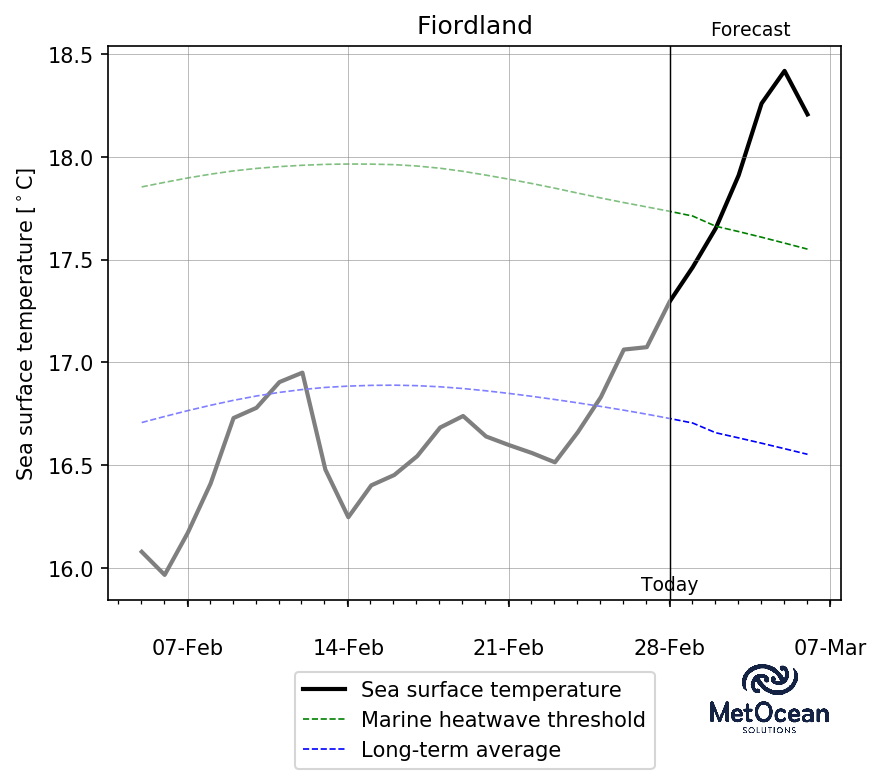 Fiordland
Forecast
Sea surface temperature [°C]
18.5
18.0
17.5
17.0
16.5
16.0
Today
07-Feb 14-Feb 21-Feb 28-Feb 07-Mar
Sea surface temperature
Marine heatwave threshold
Long-term average
MetOcean
SOLUTIONS